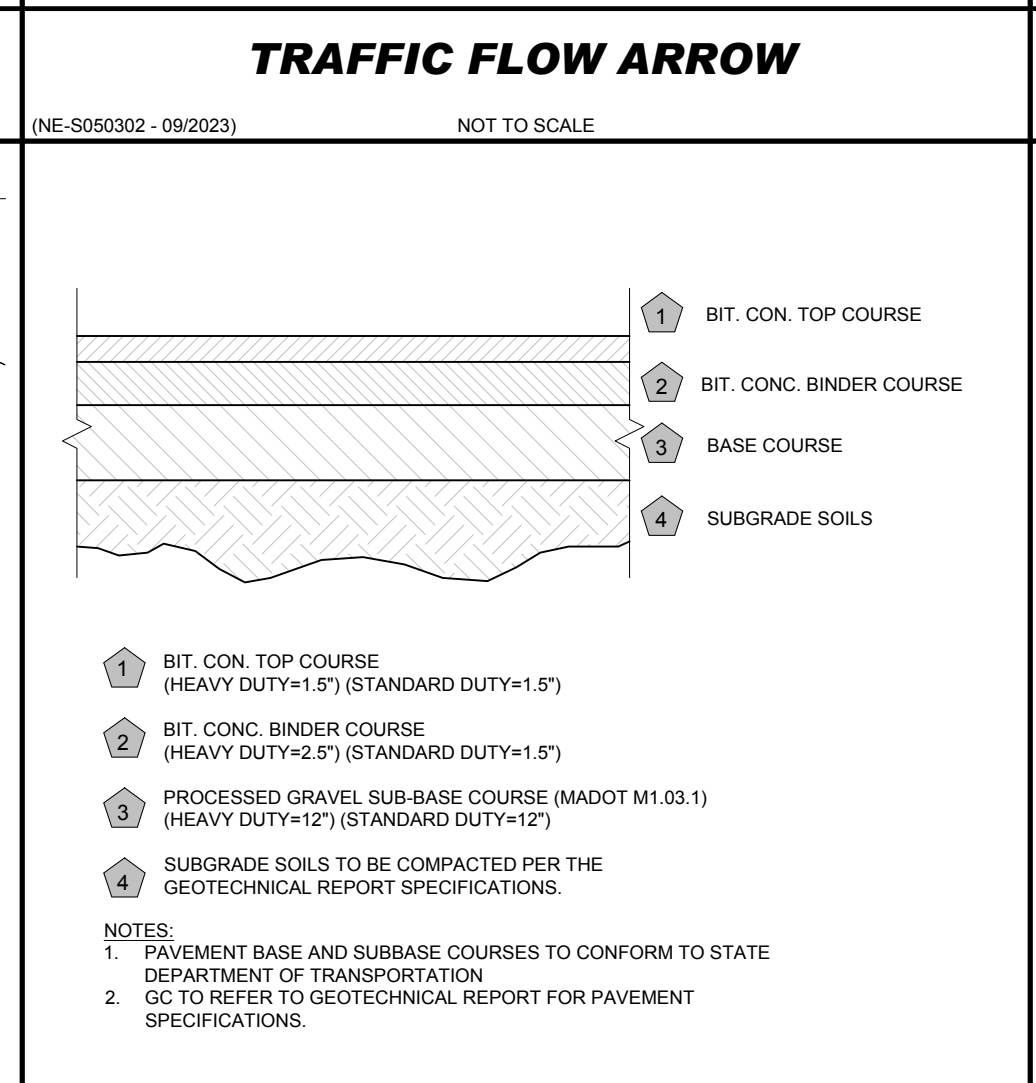 TRAFFIC FLOW ARROW
(NE-S050302 - 09/2023) NOT TO SCALE
1 BIT. CON. TOP COURSE
2 BIT. CONC. BINDER COURSE
3 BASE COURSE
4 SUBGRADE SOILS
1 BIT. CON. TOP COURSE
(HEAVY DUTY=1.5") (STANDARD DUTY=1.5")
2 BIT. CONC. BINDER COURSE
(HEAVY DUTY=2.5") (STANDARD DUTY=1.5")
3 PROCESSED GRAVEL SUB-BASE COURSE (MADOT M1.03.1)
(HEAVY DUTY=12") (STANDARD DUTY=12")
4 SUBGRADE SOILS TO BE COMPACTED PER THE
GEOTECHNICAL REPORT SPECIFICATIONS.
NOTES:
1. PAVEMENT BASE AND SUBBASE COURSES TO CONFORM TO STATE
DEPARTMENT OF TRANSPORTATION
2. GC TO REFER TO GEOTECHNICAL REPORT FOR PAVEMENT
SPECIFICATIONS.